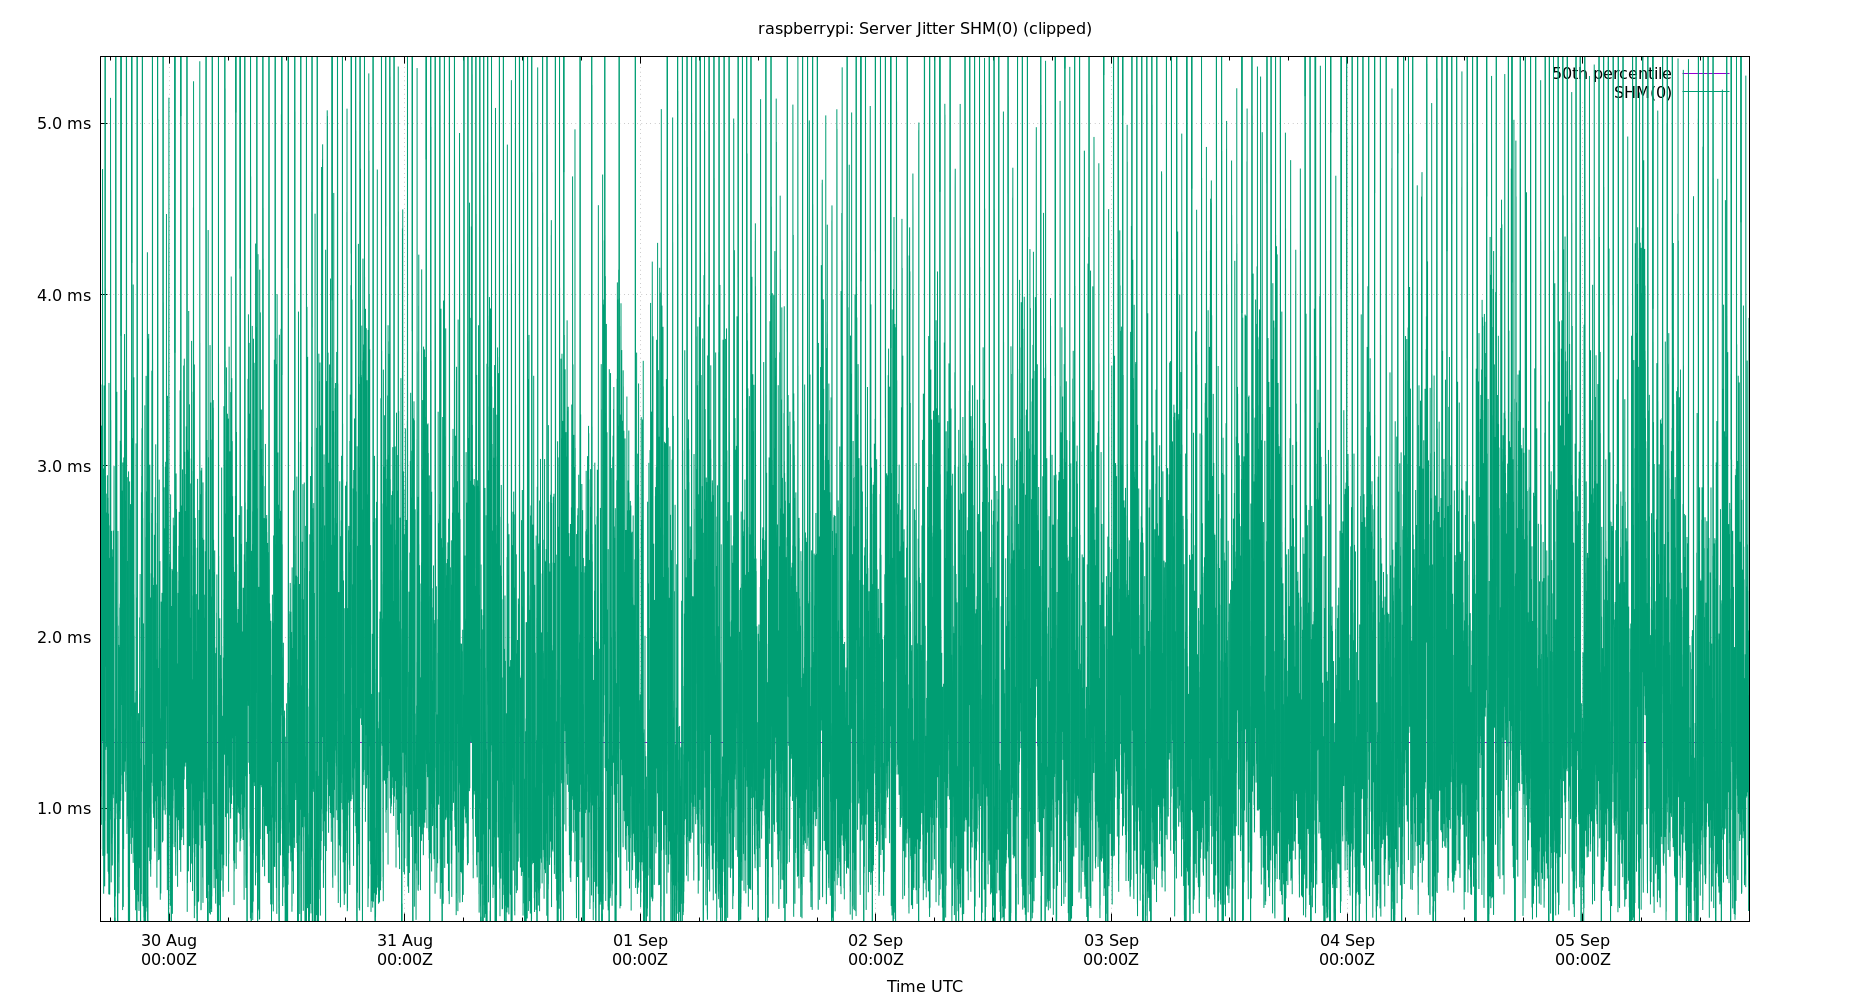 raspberrypi: Server Jitter SHM(0) (clipped)
50th percentile
SHM(0)
5.0 ms
4.0 ms
3.0 ms
2.0 ms
1.0 ms
30 Aug 31 Aug 01 Sep 02 Sep 03 Sep 04 Sep 05 Sep
00:00Z 00:00Z 00:00Z 00:00Z 00:00Z 00:00Z 00:00Z
Time UTC